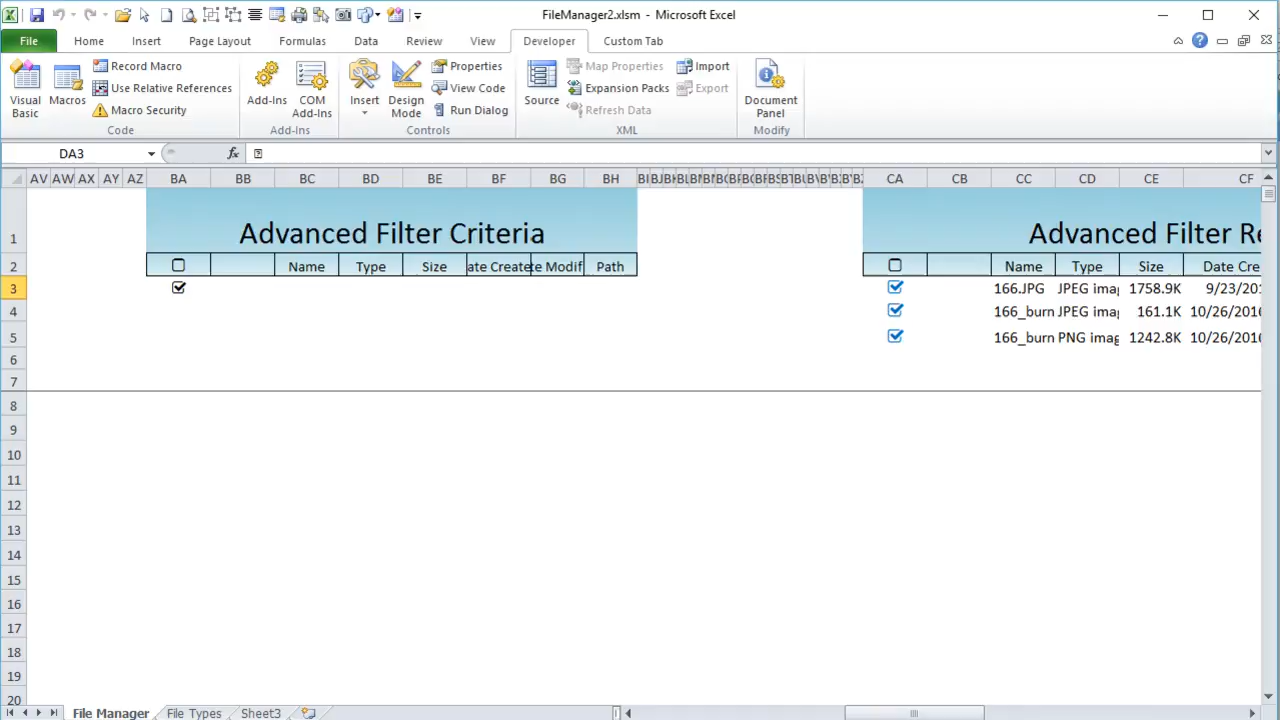 FileManager2.xlsm - Microsoft Excel
File Home Insert Page Layout Formulas Data Review View Developer Custom Tab
Visual Basic
Macros
Record Macro
Use Relative References
Macro Security
Code
Add-Ins
COM Add-Ins
Add-Ins
Insert
Design Mode
Properties
View Code
Run Dialog
Controls
Source
Map Properties
Expansion Packs
Refresh Data
Import
Export
XML
Document Panel
Modify
DA3 fx
AV AW AX AY AZ BA BB BC BD BE BF BG BH CA CB CC CD CE CF
1 Advanced Filter Criteria Advanced Filter Re
2 Name Type Size ate Create te Modif Path Name Type Size Date Cre
3 166.JPG JPEG imag 1758.9K 9/23/201
4 166_burn JPEG imag 161.1K 10/26/2016
5 166_burn PNG imag 1242.8K 10/26/2016
6
7
8
9
10
11
12
13
14
15
16
17
18
19
20
File Manager File Types Sheet3